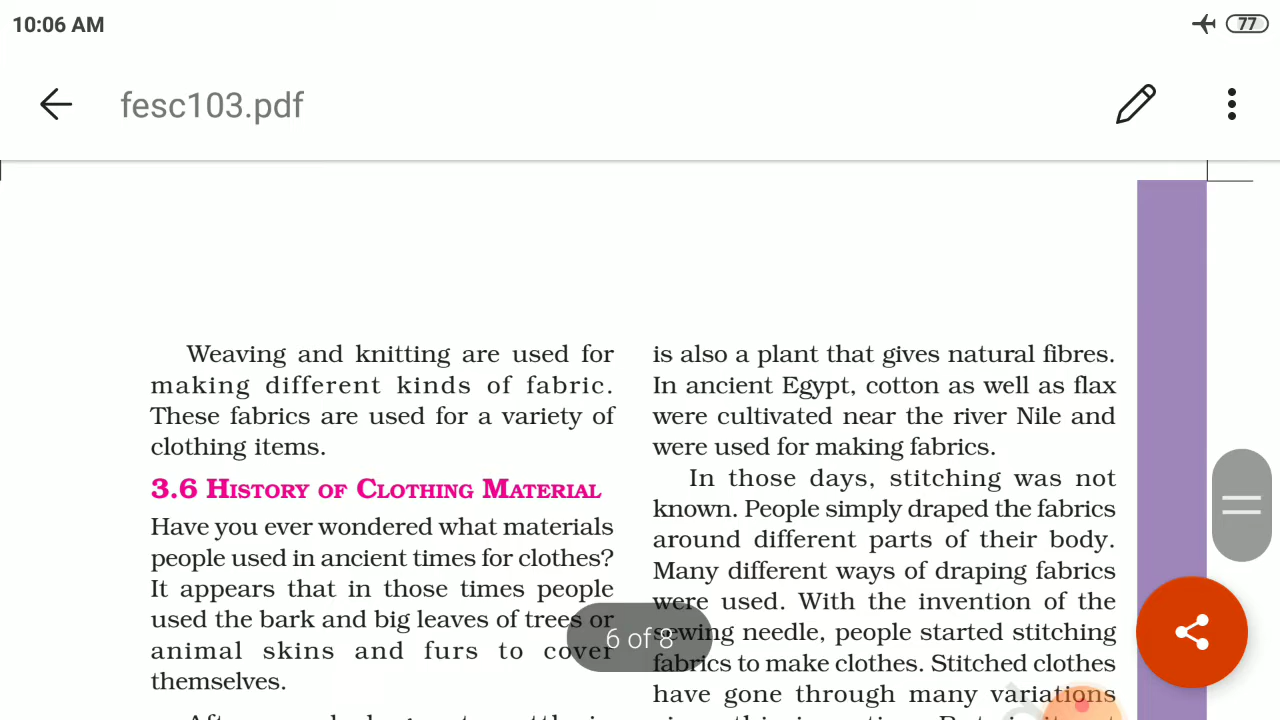 10:06 AM
77
fesc103.pdf
Weaving and knitting are used for
making different kinds of fabric.
These fabrics are used for a variety of
clothing items.
3.6 HISTORY OF CLOTHING MATERIAL
Have you ever wondered what materials
people used in ancient times for clothes?
It appears that in those times people
used the bark and big leaves of trees or
animal skins and furs to cover
themselves.
is also a plant that gives natural fibres.
In ancient Egypt, cotton as well as flax
were cultivated near the river Nile and
were used for making fabrics.
In those days, stitching was not
known. People simply draped the fabrics
around different parts of their body.
Many different ways of draping fabrics
were used. With the invention of the
sewing needle, people started stitching
fabrics to make clothes. Stitched clothes
have gone through many variations
6 of 8